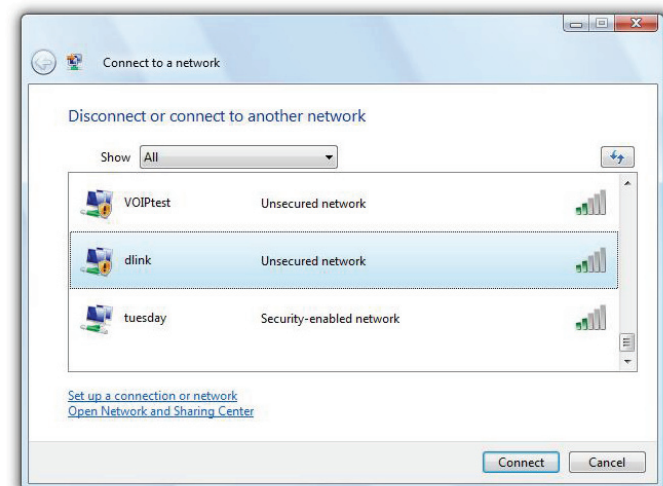 Connect to a network
Disconnect or connect to another network
Show All
VOIPtest Unsecured network
dlink Unsecured network
tuesday Security-enabled network
Set up a connection or network
Open Network and Sharing Center
Connect Cancel